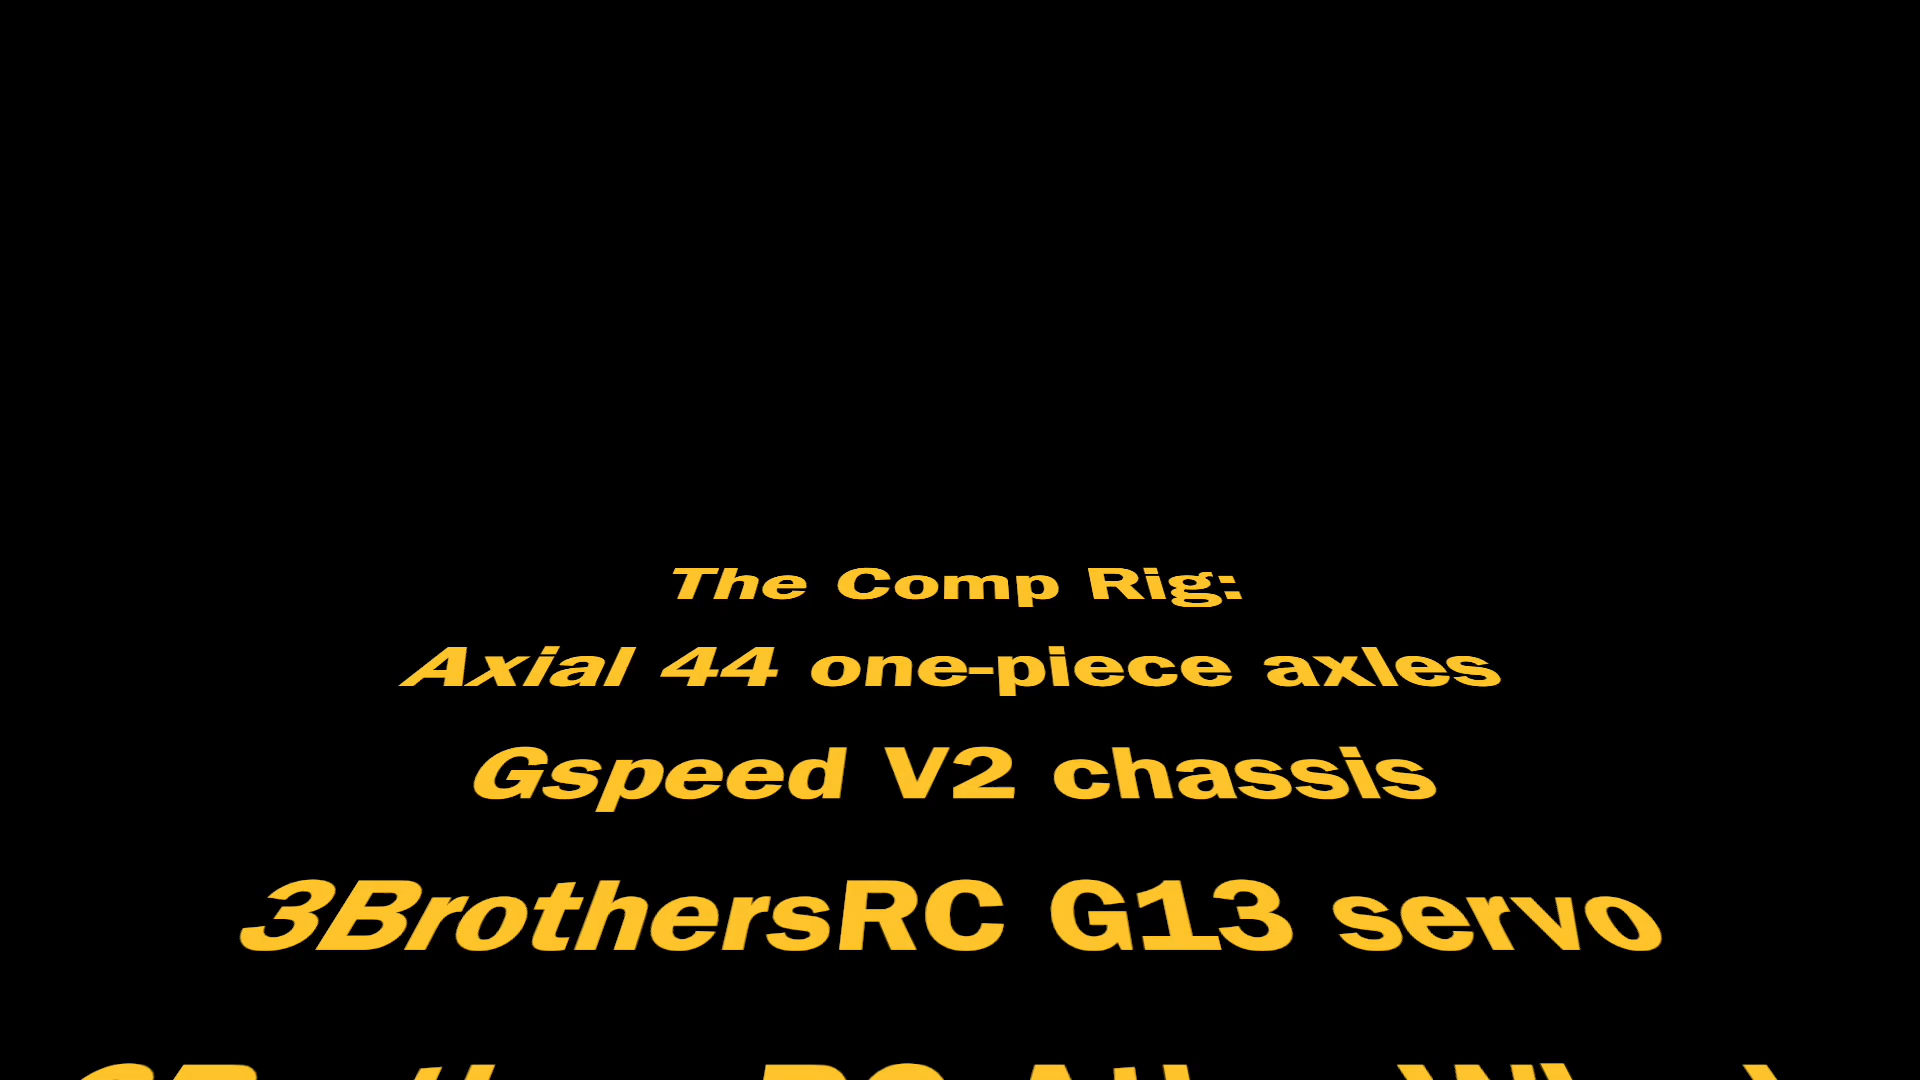 The Comp Rig:
Axial 44 one-piece axles
Gspeed V2 chassis
3BrothersRC G13 servo